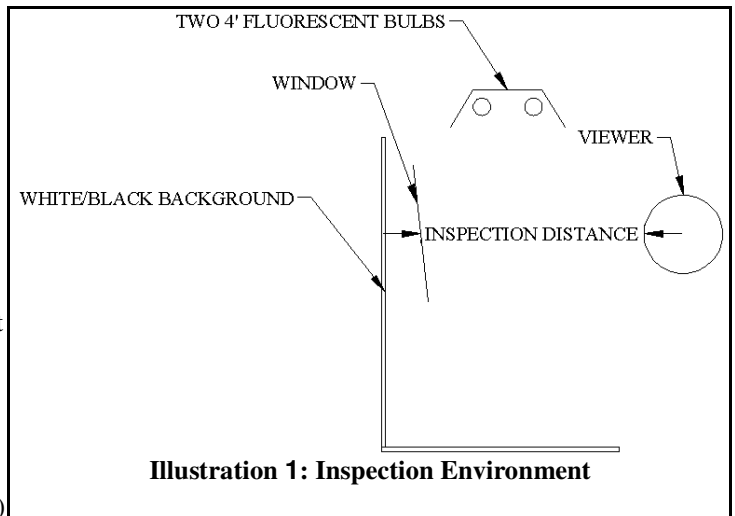 TWO 4' FLUORESCENT BULBS
WINDOW
VIEWER
WHITE/BLACK BACKGROUND
INSPECTION DISTANCE
t
Illustration 1: Inspection Environment
)